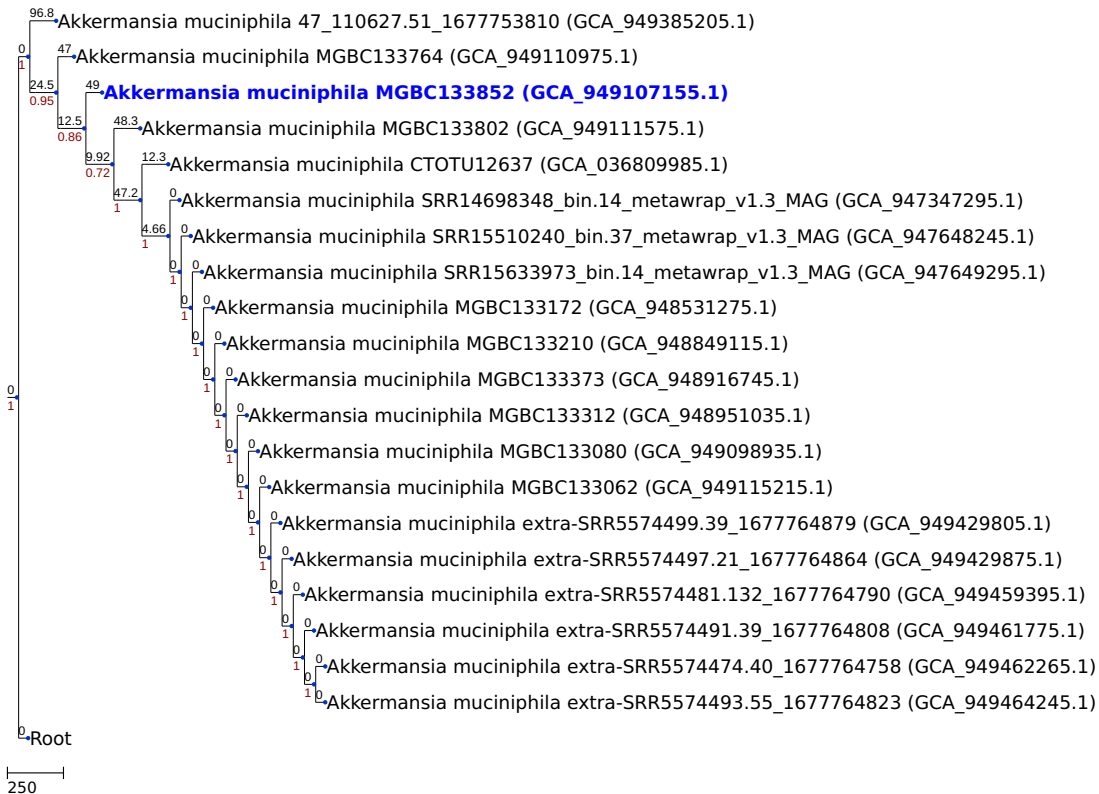 96.8 Akkermansia muciniphila 47_110627.51_1677753810 (GCA_949385205.1)
0 47 Akkermansia muciniphila MGBC133764 (GCA_949110975.1)
1
24.5 49 Akkermansia muciniphila MGBC133852 (GCA_949107155.1)
0.95
12.5 48.3 Akkermansia muciniphila MGBC133802 (GCA_949111575.1)
0.86
9.92 12.3 Akkermansia muciniphila CTOTU12637 (GCA_036809985.1)
0.72
47.2 0 Akkermansia muciniphila SRR14698348_bin.14_metawrap_v1.3_MAG (GCA_947347295.1)
1
4.66 0 Akkermansia muciniphila SRR15510240_bin.37_metawrap_v1.3_MAG (GCA_947648245.1)
1
0 0 Akkermansia muciniphila SRR15633973_bin.14_metawrap_v1.3_MAG (GCA_947649295.1)
1
0 0 Akkermansia muciniphila MGBC133172 (GCA_948531275.1)
1
0 0 Akkermansia muciniphila MGBC133210 (GCA_948849115.1)
1
0 0 Akkermansia muciniphila MGBC133373 (GCA_948916745.1)
1
0
1
0 0 Akkermansia muciniphila MGBC133312 (GCA_948951035.1)
1
0 0 Akkermansia muciniphila MGBC133080 (GCA_949098935.1)
1
0 0 Akkermansia muciniphila MGBC133062 (GCA_949115215.1)
1
0 0 Akkermansia muciniphila extra-SRR5574499.39_1677764879 (GCA_949429805.1)
1
0 0 Akkermansia muciniphila extra-SRR5574497.21_1677764864 (GCA_949429875.1)
1
0 0 Akkermansia muciniphila extra-SRR5574481.132_1677764790 (GCA_949459395.1)
1
0 0 Akkermansia muciniphila extra-SRR5574491.39_1677764808 (GCA_949461775.1)
1
0 0 Akkermansia muciniphila extra-SRR5574474.40_1677764758 (GCA_949462265.1)
1
0 0 Akkermansia muciniphila extra-SRR5574493.55_1677764823 (GCA_949464245.1)
1
0 Root
250